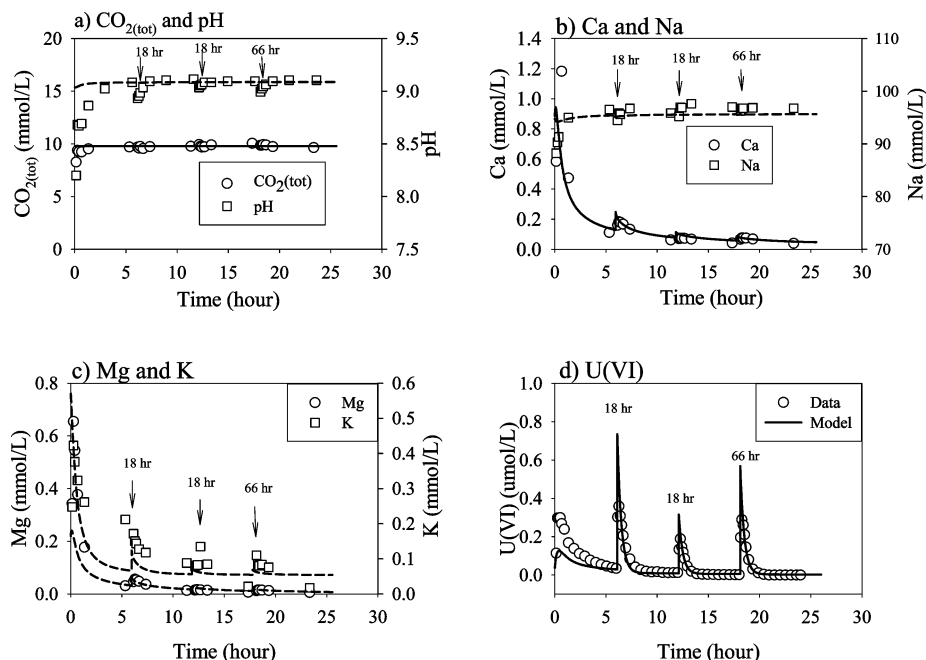 a) CO2(tot) and pH
20
15
10
5
0
CO2(tot) (mmol/L)
18 hr
18 hr
66 hr
CO2(tot)
pH
9.5
9.0
8.5
8.0
7.5
pH
0 5 10 15 20 25 30
Time (hour)
b) Ca and Na
1.4
1.2
1.0
0.8
0.6
0.4
0.2
0.0
Ca (mmol/L)
18 hr
18 hr
66 hr
Ca
Na
110
100
90
80
70
Na (mmol/L)
0 5 10 15 20 25 30
Time (hour)
c) Mg and K
0.8
0.6
0.4
0.2
0.0
Mg (mmol/L)
18 hr
18 hr
66 hr
Mg
K
0.6
0.5
0.4
0.3
0.2
0.1
0.0
K (mmol/L)
0 5 10 15 20 25 30
Time (hour)
d) U(VI)
1.0
0.8
0.6
0.4
0.2
0.0
U(VI) (umol/L)
18 hr
18 hr
66 hr
Data
Model
0 5 10 15 20 25 30
Time (hour)